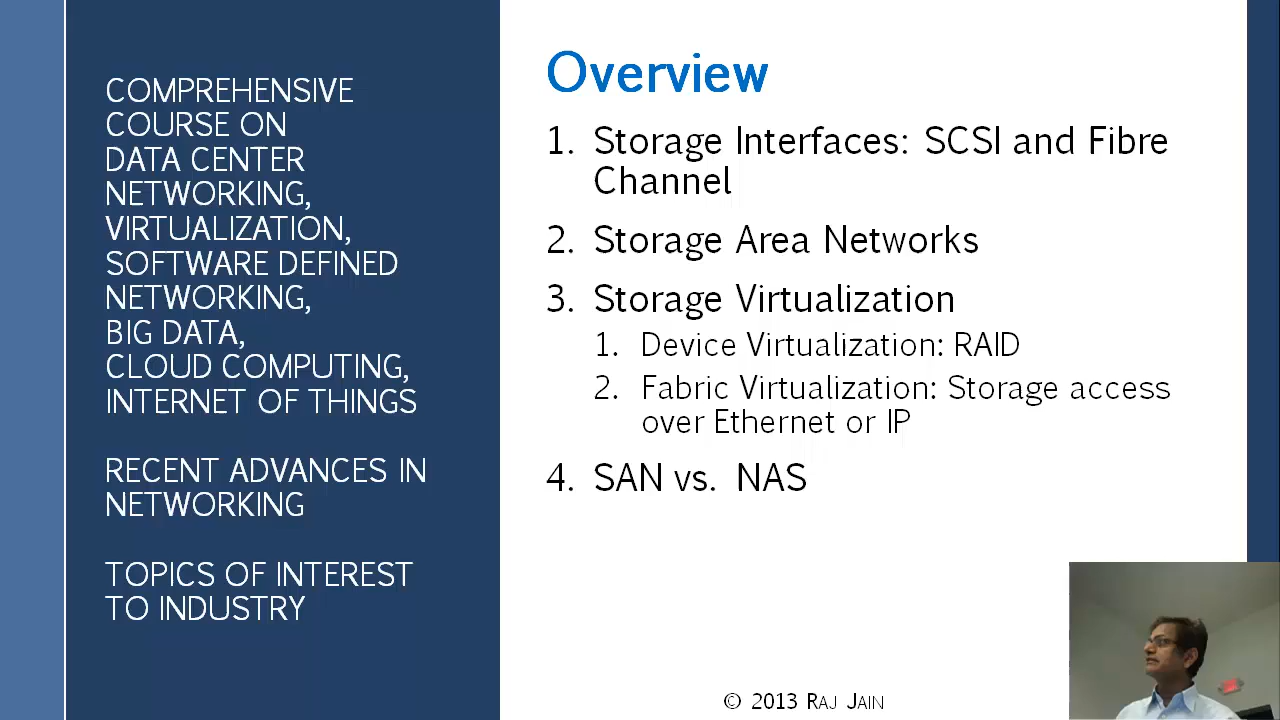 COMPREHENSIVE
COURSE ON
DATA CENTER
NETWORKING,
VIRTUALIZATION,
SOFTWARE DEFINED
NETWORKING,
BIG DATA,
CLOUD COMPUTING,
INTERNET OF THINGS
RECENT ADVANCES IN
NETWORKING
TOPICS OF INTEREST
TO INDUSTRY
Overview
1. Storage Interfaces: SCSI and Fibre
Channel
2. Storage Area Networks
3. Storage Virtualization
1. Device Virtualization: RAID
2. Fabric Virtualization: Storage access
over Ethernet or IP
4. SAN vs. NAS
© 2013 RAJ JAIN